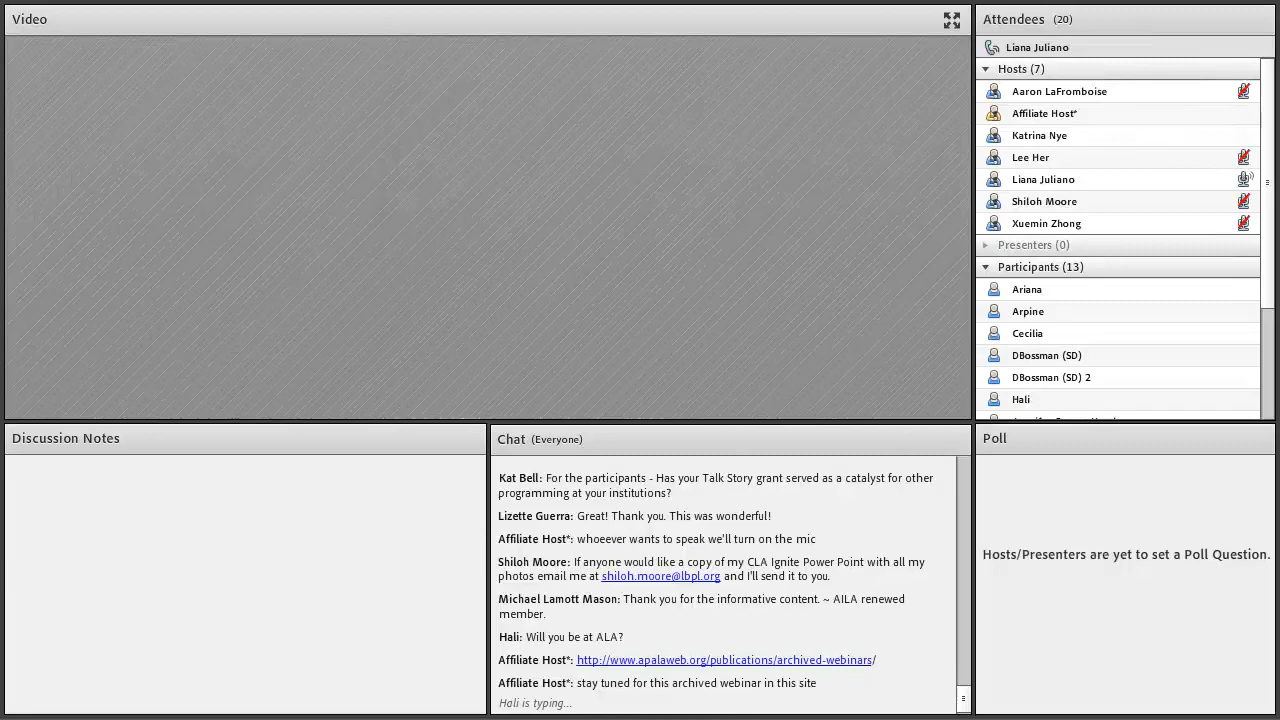 Video
Attendees (20)
Liana Juliano
Hosts (7)
Aaron LaFromboise
Affiliate Host*
Katrina Nye
Lee Her
Liana Juliano
Shiloh Moore
Xuemin Zhong
Presenters (0)
Participants (13)
Ariana
Arpine
Cecilia
DBossman (SD)
DBossman (SD) 2
Hali
Discussion Notes
Chat (Everyone)
Kat Bell: For the participants - Has your Talk Story grant served as a catalyst for other
programming at your institutions?
Lizette Guerra: Great! Thank you. This was wonderful!
Affiliate Host*: whoeever wants to speak we'll turn on the mic
Shiloh Moore: If anyone would like a copy of my CLA Ignite Power Point with all my
photos email me at shiloh.moore@lbpl.org and I'll send it to you.
Michael Lamott Mason: Thank you for the informative content. ~ AILA renewed
member.
Hali: Will you be at ALA?
Affiliate Host*: http://www.apalaweb.org/publications/archived-webinars/
Affiliate Host*: stay tuned for this archived webinar in this site
Hali is typing...
Poll
Hosts/Presenters are yet to set a Poll Question.